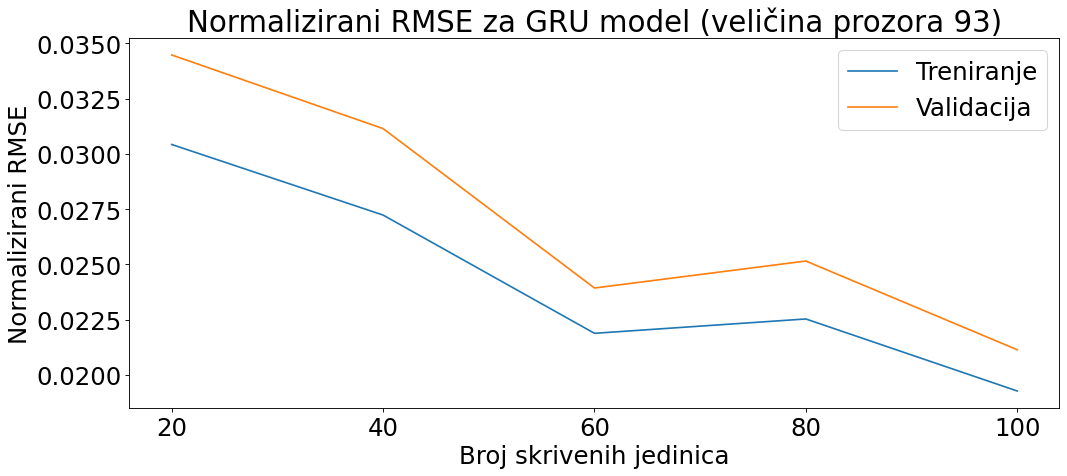 Normalizirani RMSE za GRU model (veličina prozora 93)
Treniranje
Validacija
Normalizirani RMSE
0.0350
0.0325
0.0300
0.0275
0.0250
0.0225
0.0200
20 40 60 80 100
Broj skrivenih jedinica